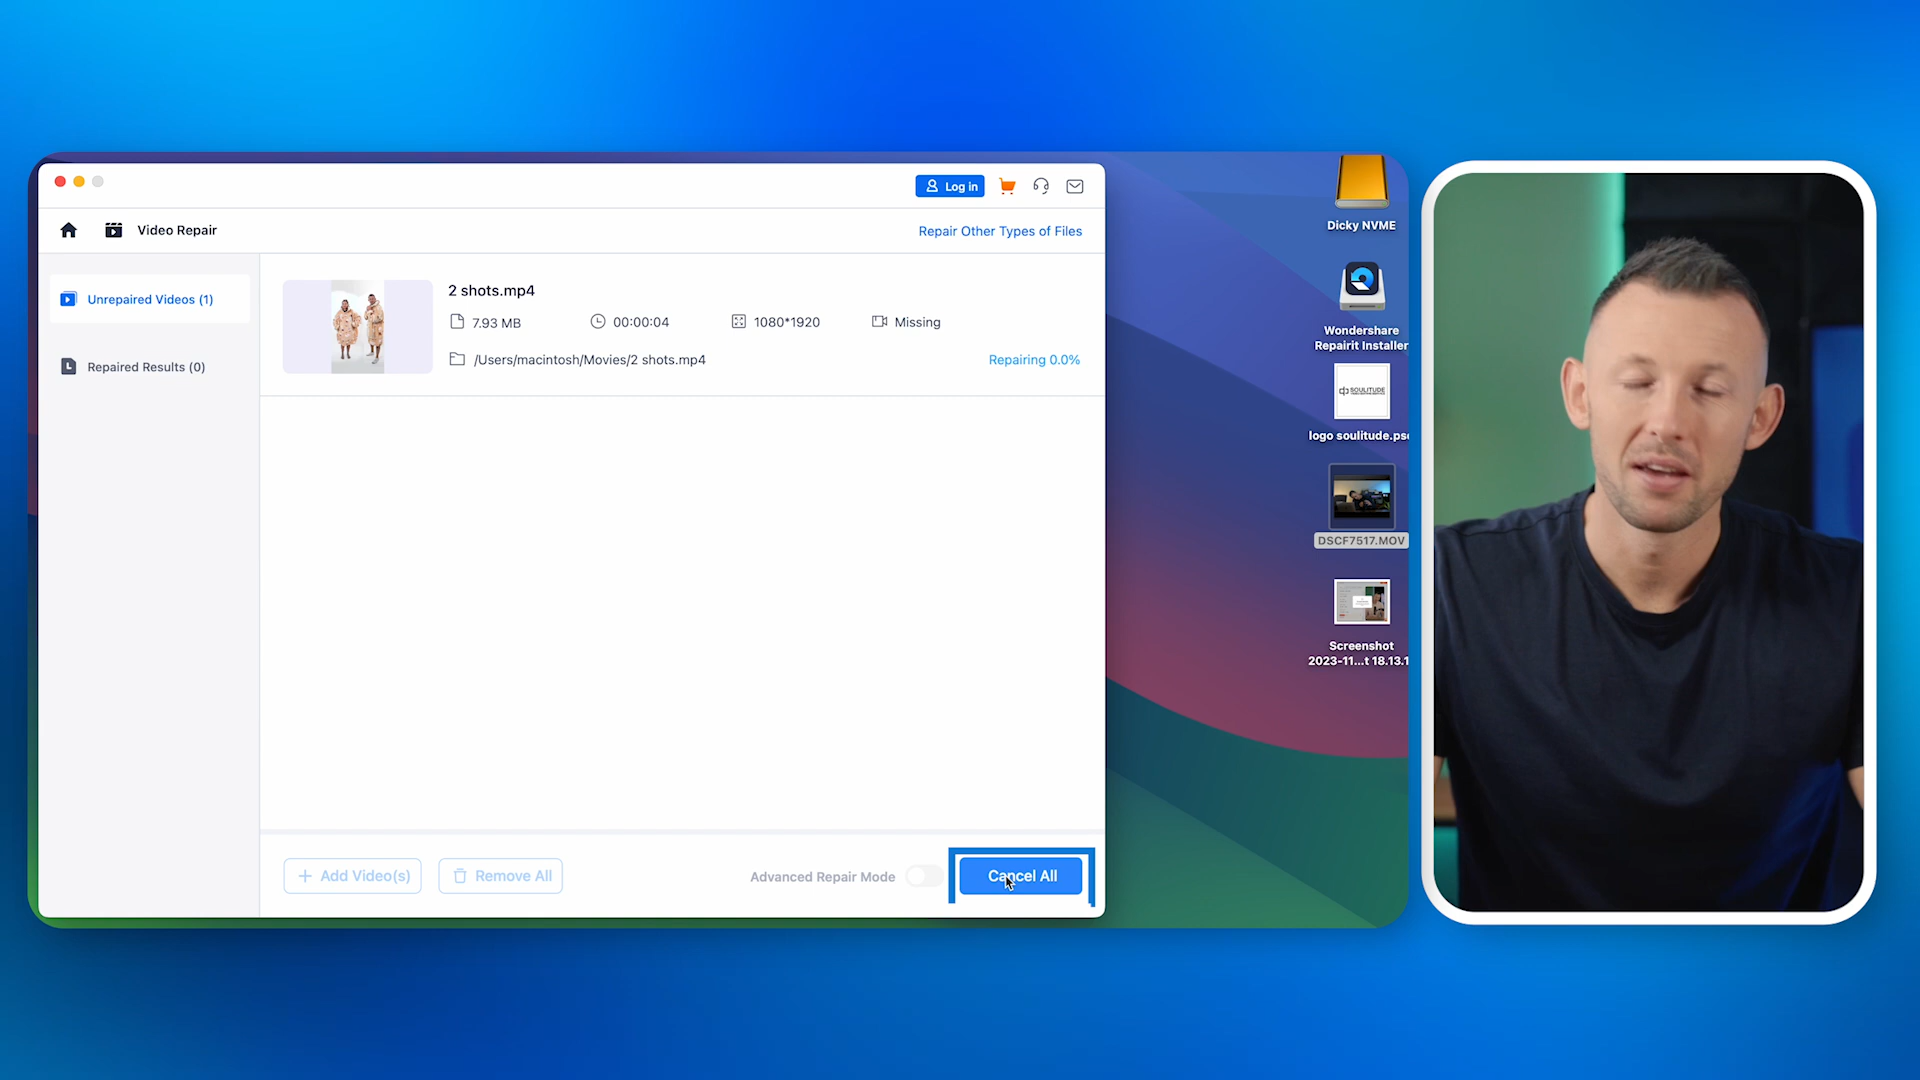 Log in
Video Repair
Repair Other Types of Files
Unrepaired Videos (1)
Repaired Results (0)
2 shots.mp4
7.93 MB
00:00:04
1080*1920
Missing
/Users/macintosh/Movies/2 shots.mp4
Repairing 0.0%
Add Video(s)
Remove All
Advanced Repair Mode
Cancel All
Dicky NVME
Wondershare
Repairit Installer
SOULITUDE
logo soulitude.psd
DSCF7517.MOV
Screenshot
2023-11...t 18.13.1